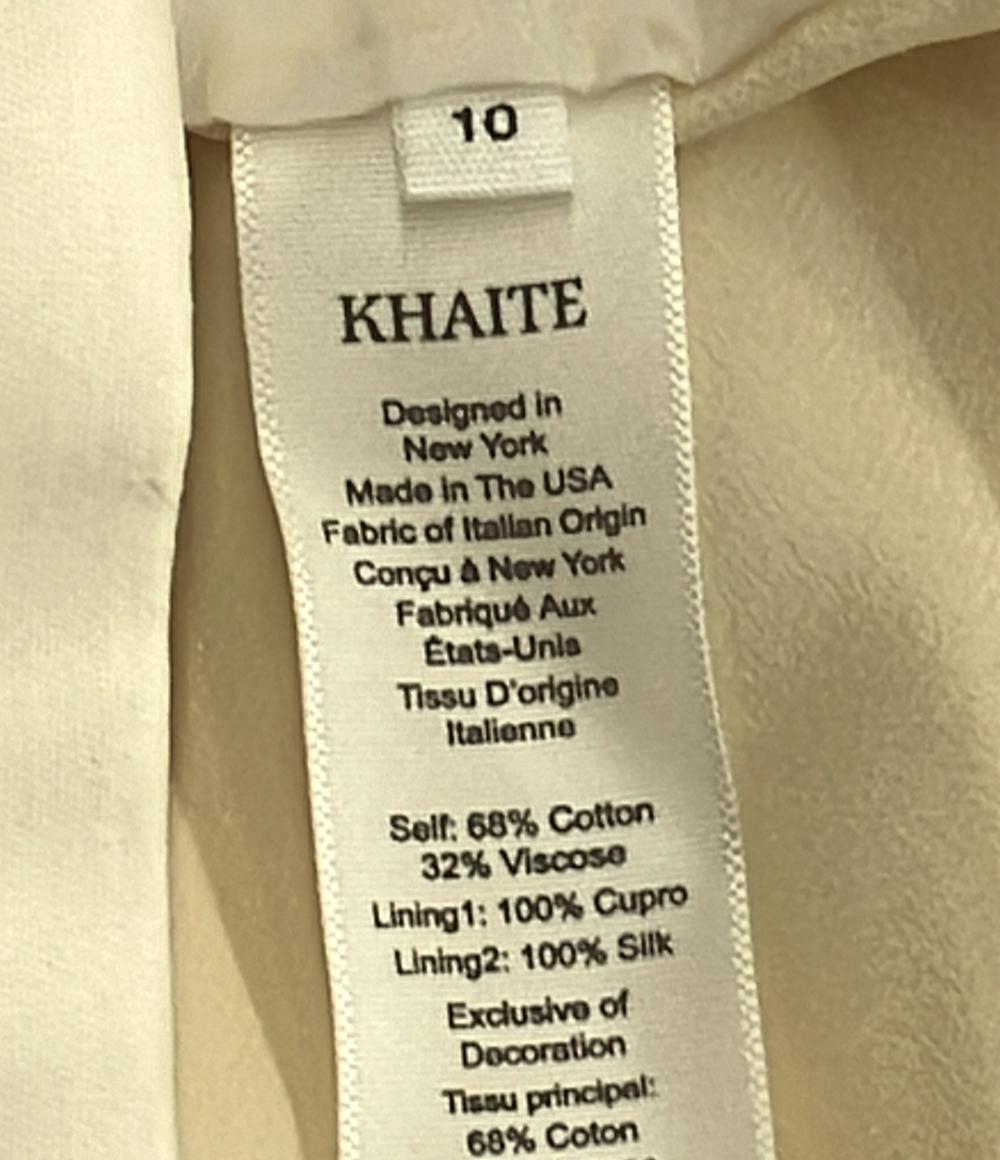 10
KHAITE
Designed in
New York
Made in The USA
Fabric of Italian Origin
Conçu à New York
Fabriqué Aux
États-Unis
Tissu D'origine
Italienne
Self: 68% Cotton
32% Viscose
Lining1: 100% Cupro
Lining2: 100% Silk
Exclusive of
Decoration
Tissu principal:
68% Coton